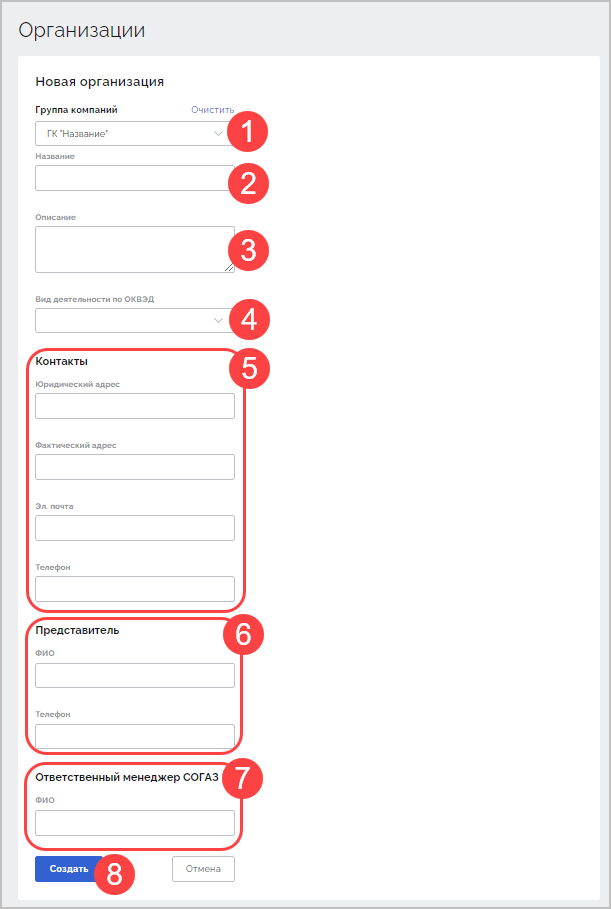 Организации
Новая организация
Группа компаний Очистить
ГК "Название" 1
Название
2
Описание
3
Вид деятельности по ОКВЭД
4
Контакты 5
Юридический адрес
Фактический адрес
Эл. почта
Телефон
Представитель 6
ФИО
Телефон
Ответственный менеджер СОГАЗ 7
ФИО
Создать 8 Отмена